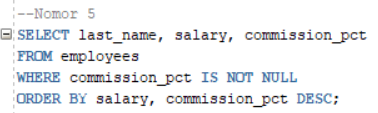 --Nomor 5
SELECT last_name, salary, commission_pct
FROM employees
WHERE commission_pct IS NOT NULL
ORDER BY salary, commission_pct DESC;